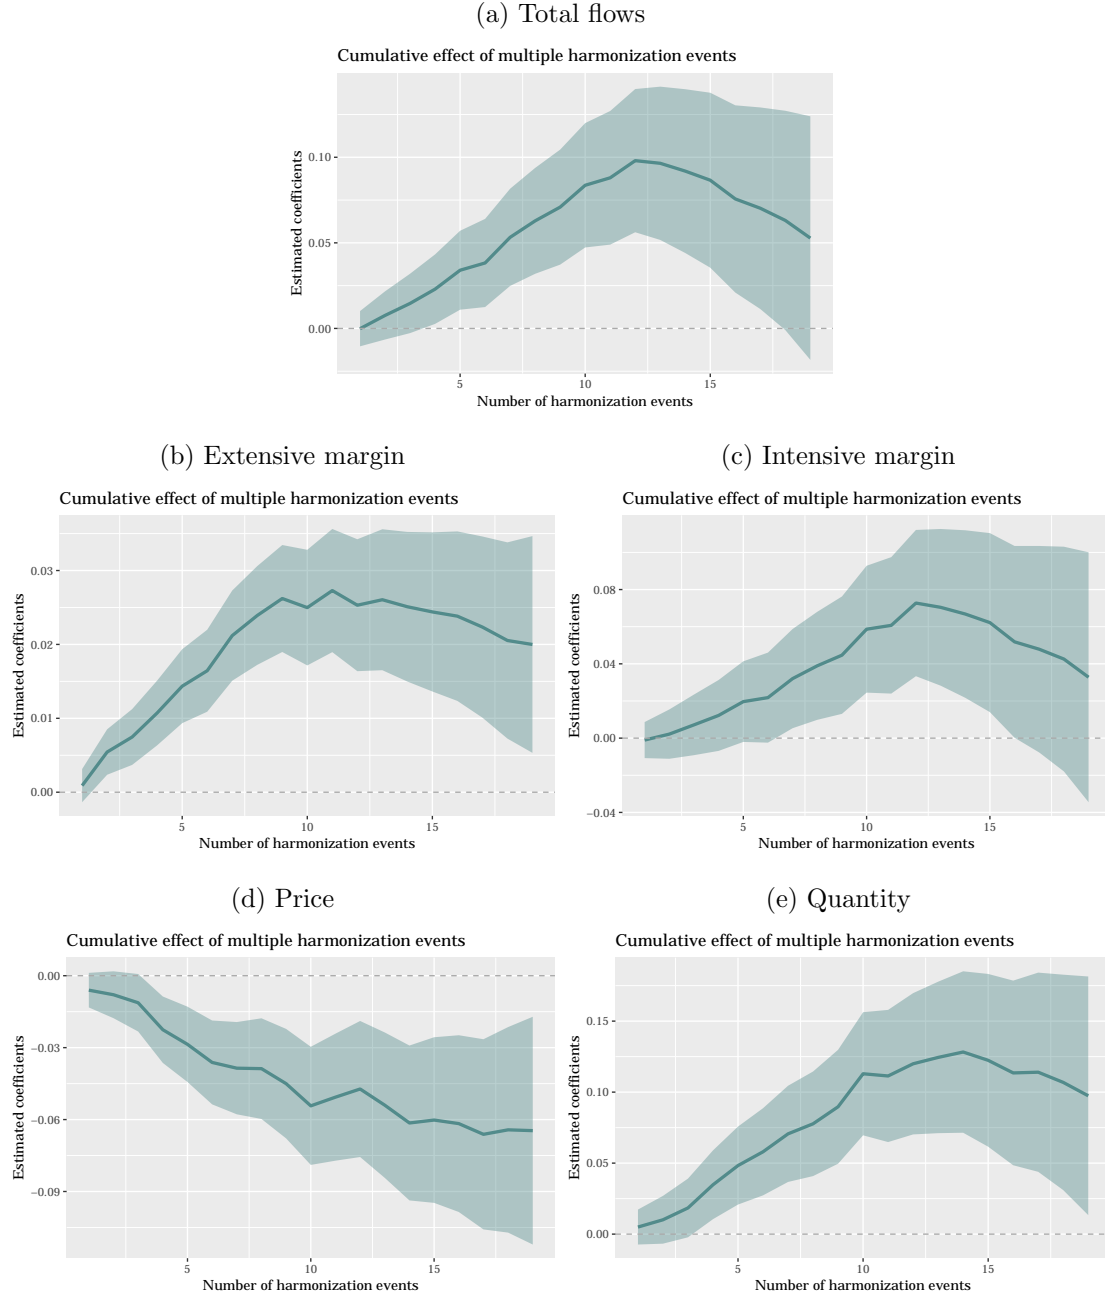 (a) Total flows
Cumulative effect of multiple harmonization events
Estimated coefficients
0.10
0.05
0.00
5 10 15
Number of harmonization events
(b) Extensive margin
Cumulative effect of multiple harmonization events
Estimated coefficients
0.03
0.02
0.01
0.00
5 10 15
Number of harmonization events
(c) Intensive margin
Cumulative effect of multiple harmonization events
Estimated coefficients
0.08
0.04
0.00
−0.04
5 10 15
Number of harmonization events
(d) Price
Cumulative effect of multiple harmonization events
Estimated coefficients
0.00
−0.03
−0.06
−0.09
5 10 15
Number of harmonization events
(e) Quantity
Cumulative effect of multiple harmonization events
Estimated coefficients
0.15
0.10
0.05
0.00
5 10 15
Number of harmonization events